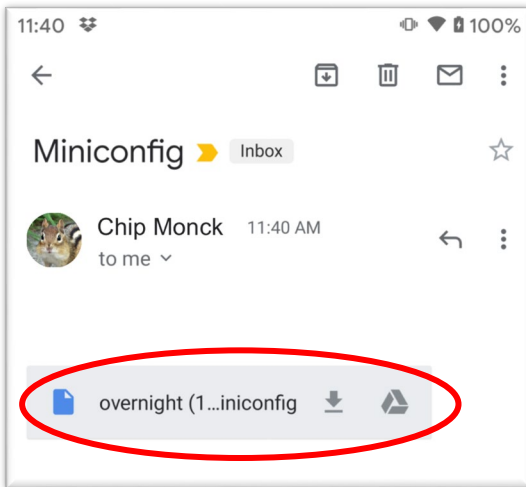 11:40 100%
Miniconfig Inbox
Chip Monck 11:40 AM
to me
overnight (1...iniconfig